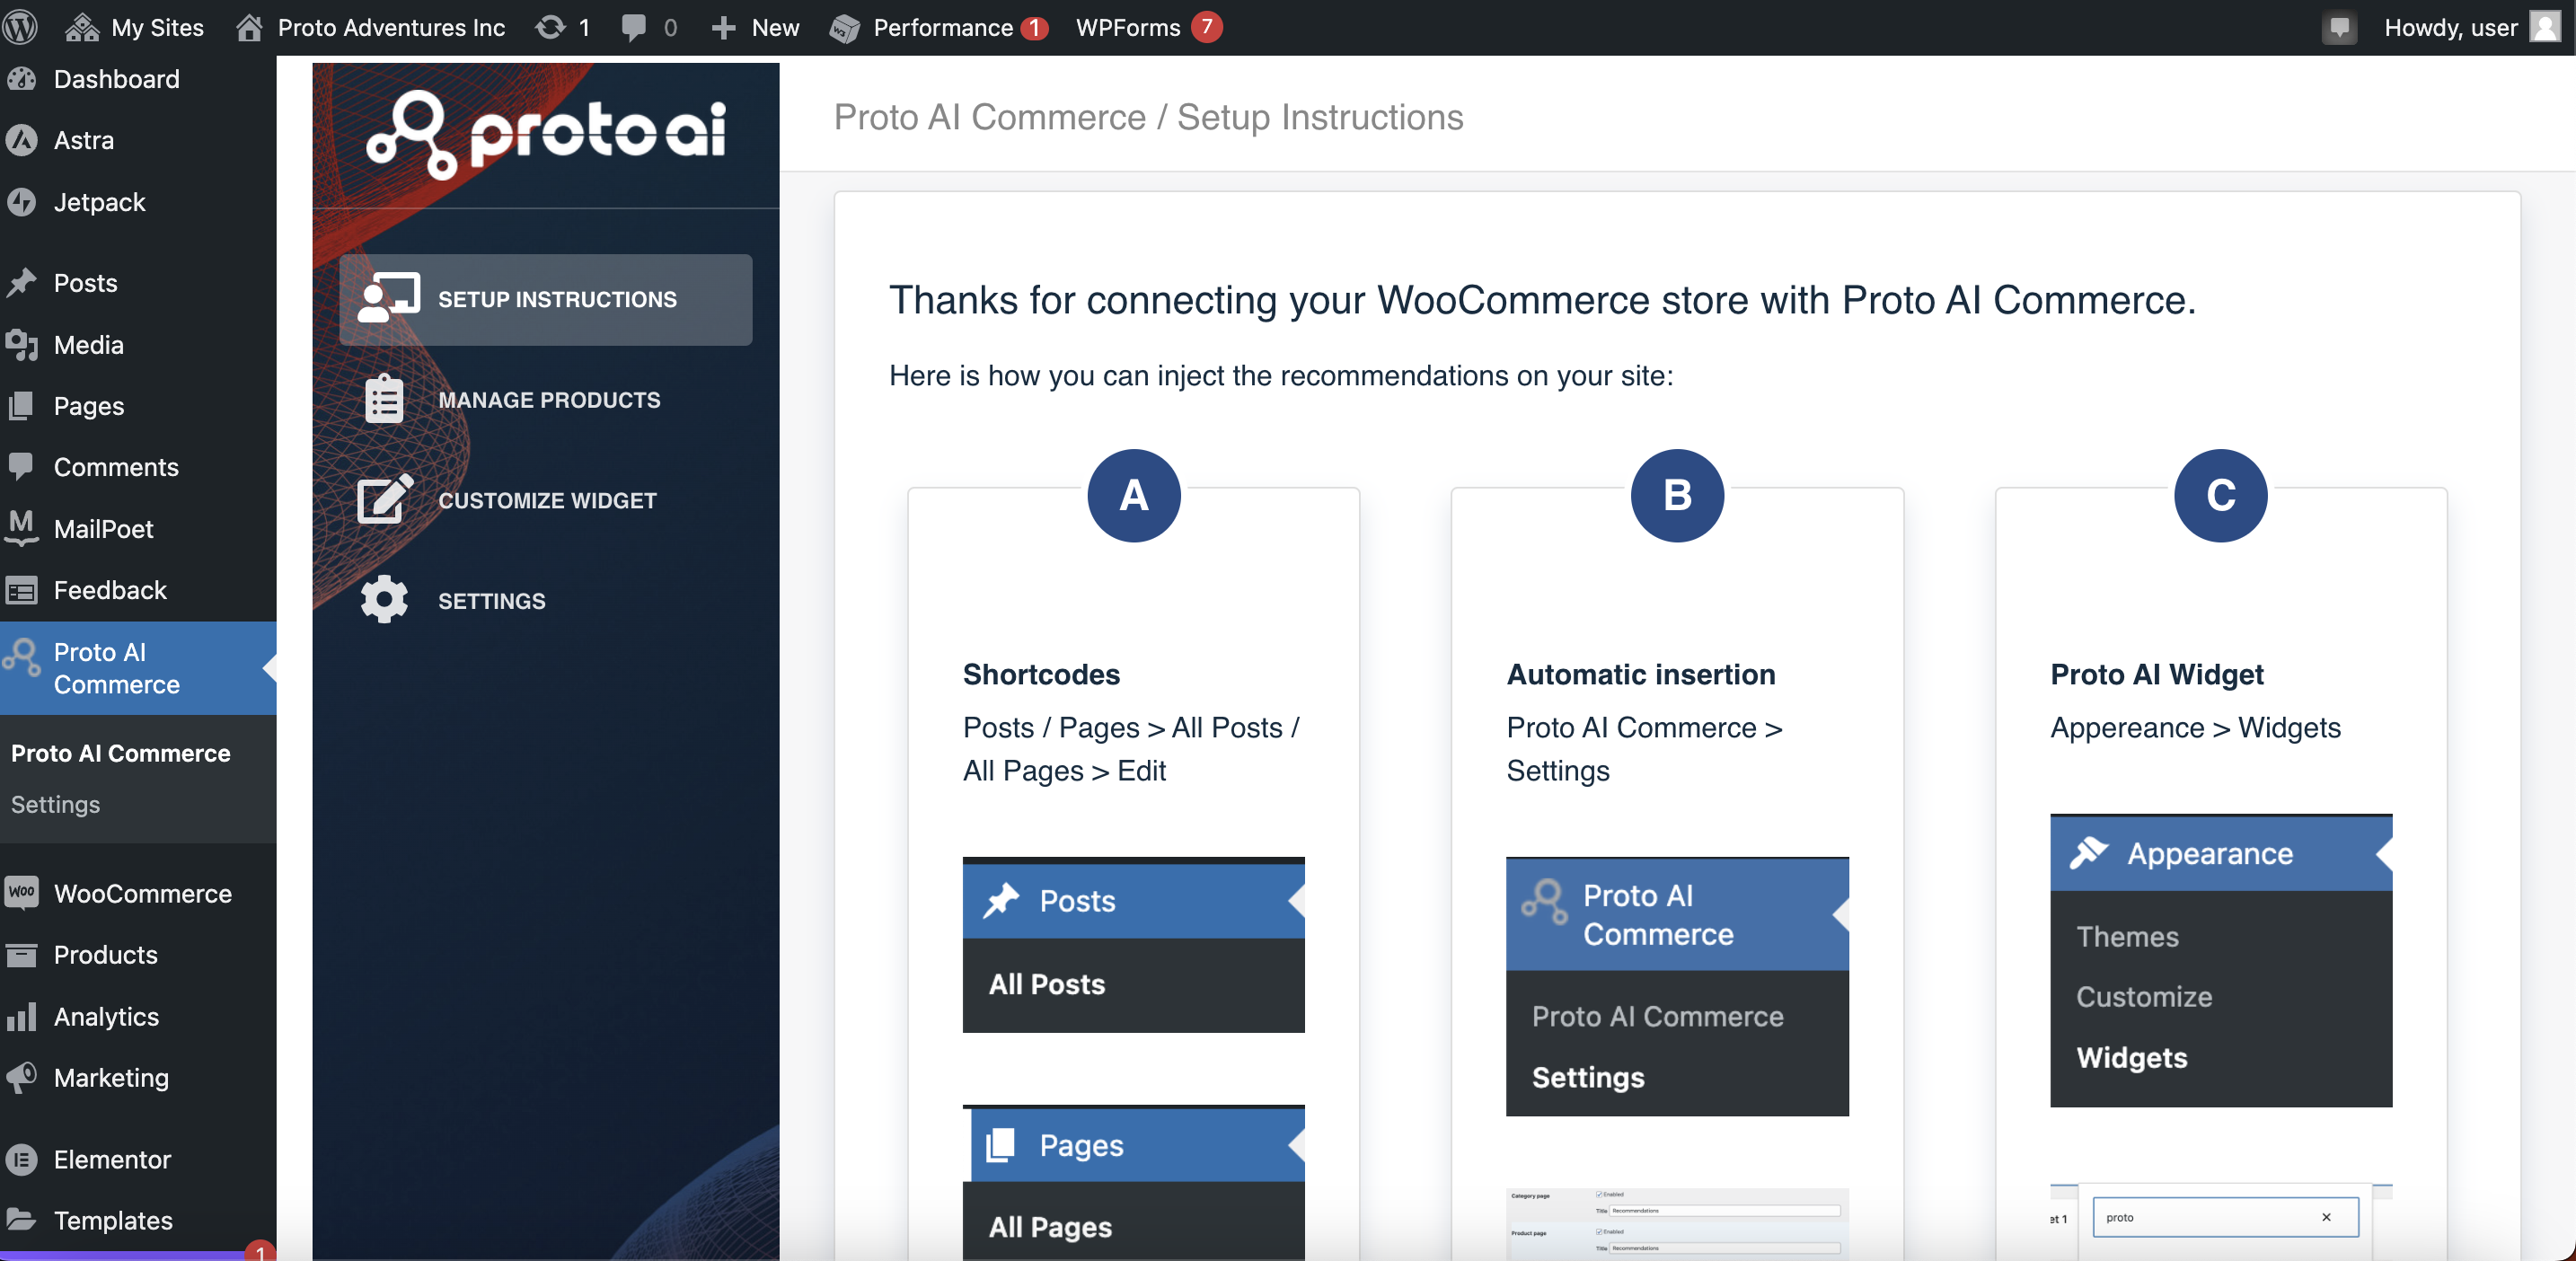 My Sites
Proto Adventures Inc
1
0
New
Performance 1
WPForms 7
Howdy, user
Dashboard
Astra
Jetpack
Posts
Media
Pages
Comments
MailPoet
Feedback
Proto AI
Commerce
Proto AI Commerce
Settings
WooCommerce
Products
Analytics
Marketing
Elementor
Templates
1
proto ai
SETUP INSTRUCTIONS
MANAGE PRODUCTS
CUSTOMIZE WIDGET
SETTINGS
Proto AI Commerce / Setup Instructions
Thanks for connecting your WooCommerce store with Proto AI Commerce.
Here is how you can inject the recommendations on your site:
A
Shortcodes
Posts / Pages > All Posts /
All Pages > Edit
Posts
All Posts
Pages
All Pages
B
Automatic insertion
Proto AI Commerce >
Settings
Proto AI
Commerce
Proto AI Commerce
Settings
Category page
Enabled
Title Recommendations
Product page
Enabled
Title Recommendations
C
Proto AI Widget
Appereance > Widgets
Appearance
Themes
Customize
Widgets
et 1
proto